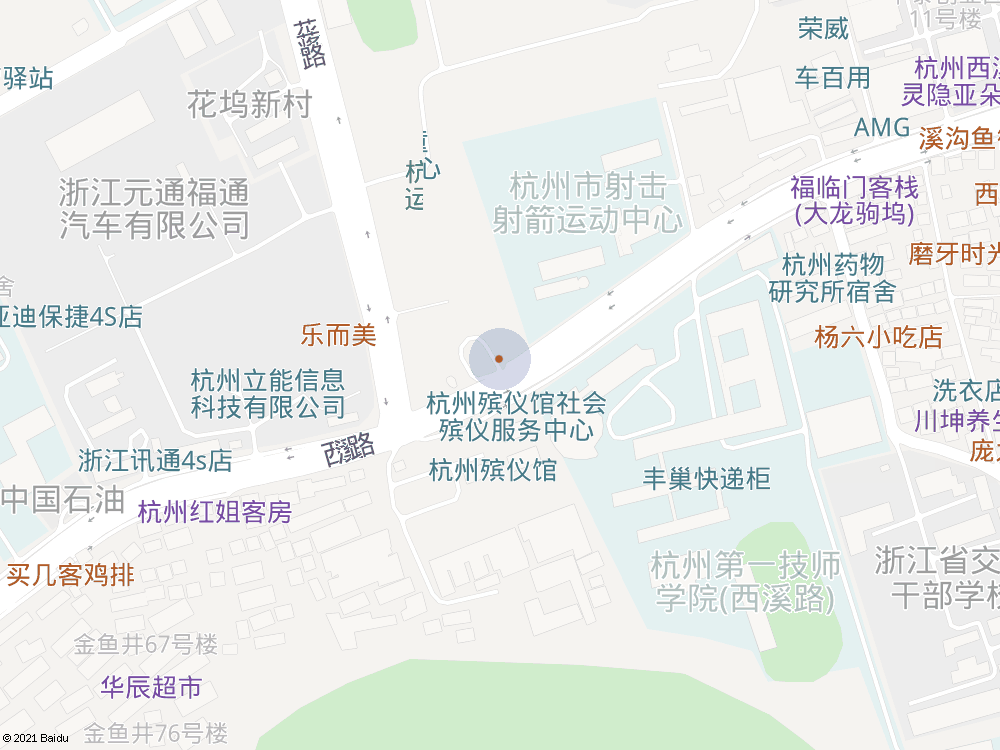 荣威
11号楼
驿站
车百用
杭州西溪
灵隐亚朵
花坞新村
AMG
溪沟鱼
童心
杭
运
浙江元通福通
汽车有限公司
杭州市射击
射箭运动中心
福临门客栈
(大龙驹坞)
西
磨牙时光
杭州药物
研究所宿舍
舍
亚迪保捷4S店
乐而美
杨六小吃店
杭州立能信息
科技有限公司
杭州殡仪馆社会
殡仪服务中心
洗衣店
川坤养生
西溪路
浙江讯通4s店
杭州殡仪馆
丰巢快递柜
中国石油
杭州红姐客房
买几客鸡排
杭州第一技师
学院(西溪路)
浙江省交
干部学校
金鱼井67号楼
华辰超市
金鱼井76号楼
© 2021 Baidu